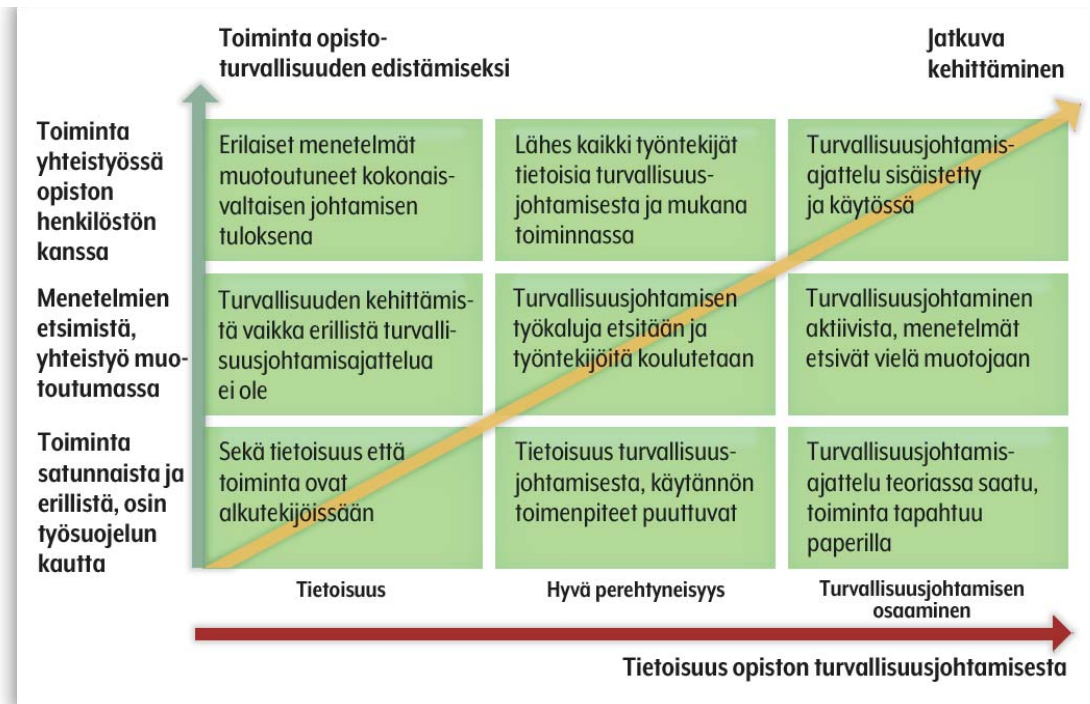 Toiminta opisto-
turvallisuuden edistämiseksi
Jatkuva
kehittäminen
Toiminta
yhteistyössä
opiston
henkilöstön
kanssa
Erilaiset menetelmät
muotoutuneet kokonais-
valtaisen johtamisen
tuloksena
Lähes kaikki työntekijät
tietoisia turvallisuus-
johtamisesta ja mukana
toiminnassa
Turvallisuusjohtamis-
ajattelu sisäistetty
ja käytössä
Menetelmien
etsimistä,
yhteistyö muo-
toutumassa
Turvallisuuden kehittämis-
tä vaikka erillistä turvalli-
suusjohtamisajattelua
ei ole
Turvallisuusjohtamisen
työkaluja etsitään ja
työntekijöitä koulutetaan
Turvallisuusjohtaminen
aktiivista, menetelmät
etsivät vielä muotojaan
Toiminta
satunnaista ja
erillistä, osin
työsuojelun
kautta
Sekä tietoisuus että
toiminta ovat
alkutekijöissään
Tietoisuus turvallisuus-
johtamisesta, käytännön
toimenpiteet puuttuvat
Turvallisuusjohtamis-
ajattelu teoriassa saatu,
toiminta tapahtuu
paperilla
Tietoisuus
Hyvä perehtyneisyys
Turvallisuusjohtamisen
osaaminen
Tietoisuus opiston turvallisuusjohtamisesta